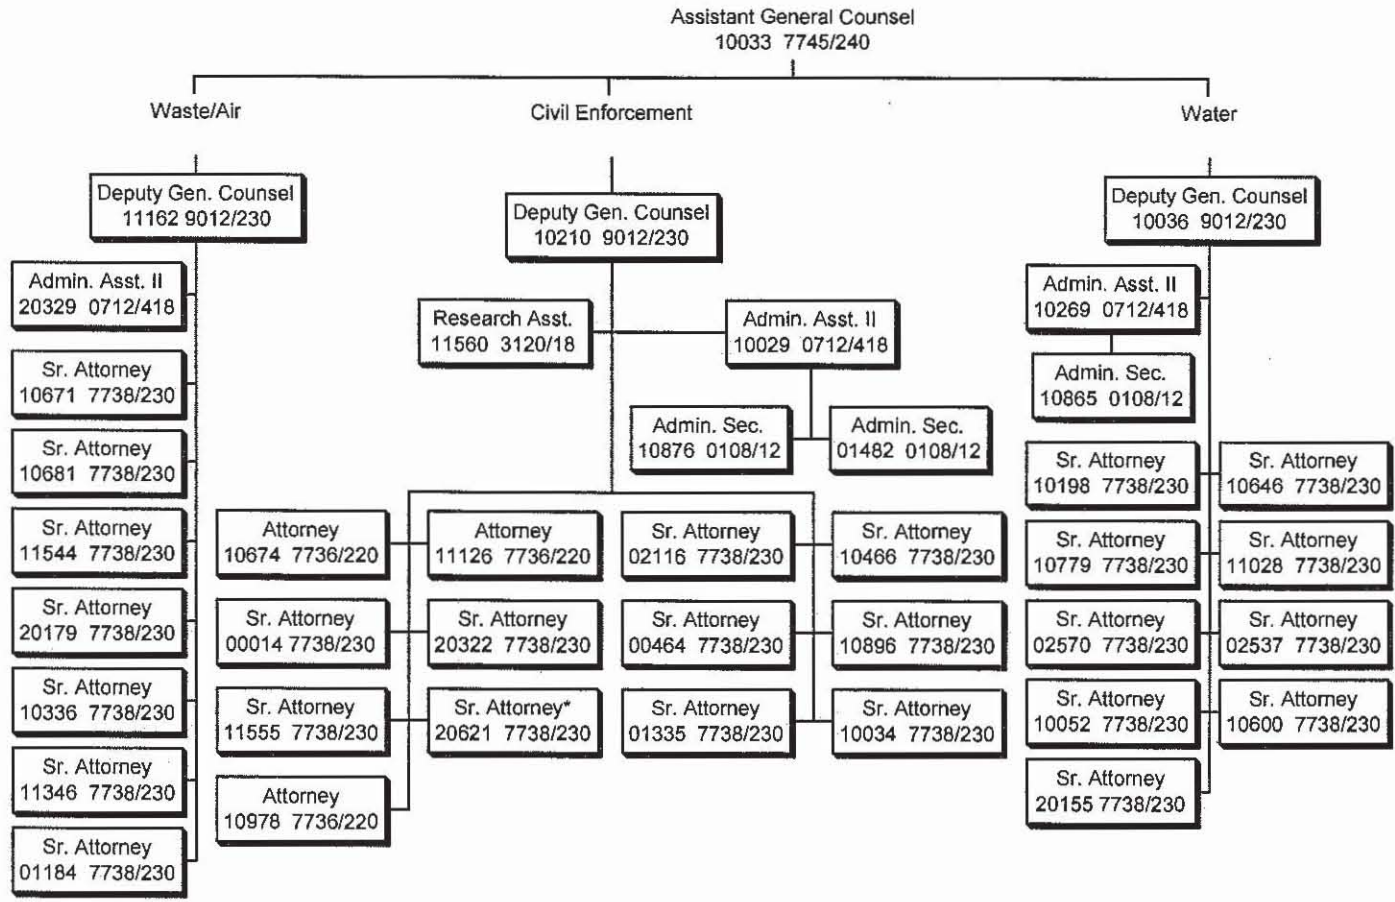 Assistant General Counsel
10033 7745/240
Waste/Air
Civil Enforcement
Water
Deputy Gen. Counsel
11162 9012/230
Admin. Asst. II
20329 0712/418
Sr. Attorney
10671 7738/230
Sr. Attorney
10681 7738/230
Sr. Attorney
11544 7738/230
Sr. Attorney
20179 7738/230
Sr. Attorney
10336 7738/230
Sr. Attorney
11346 7738/230
Sr. Attorney
01184 7738/230
Deputy Gen. Counsel
10210 9012/230
Research Asst.
11560 3120/18
Admin. Asst. II
10029 0712/418
Admin. Sec.
10876 0108/12
Admin. Sec.
01482 0108/12
Attorney
10674 7736/220
Attorney
11126 7736/220
Sr. Attorney
02116 7738/230
Sr. Attorney
10466 7738/230
Sr. Attorney
00014 7738/230
Sr. Attorney
20322 7738/230
Sr. Attorney
00464 7738/230
Sr. Attorney
10896 7738/230
Sr. Attorney
11555 7738/230
Sr. Attorney*
20621 7738/230
Sr. Attorney
01335 7738/230
Sr. Attorney
10034 7738/230
Attorney
10978 7736/220
Deputy Gen. Counsel
10036 9012/230
Admin. Asst. II
10269 0712/418
Admin. Sec.
10865 0108/12
Sr. Attorney
10198 7738/230
Sr. Attorney
10646 7738/230
Sr. Attorney
10779 7738/230
Sr. Attorney
11028 7738/230
Sr. Attorney
02570 7738/230
Sr. Attorney
02537 7738/230
Sr. Attorney
10052 7738/230
Sr. Attorney
10600 7738/230
Sr. Attorney
20155 7738/230